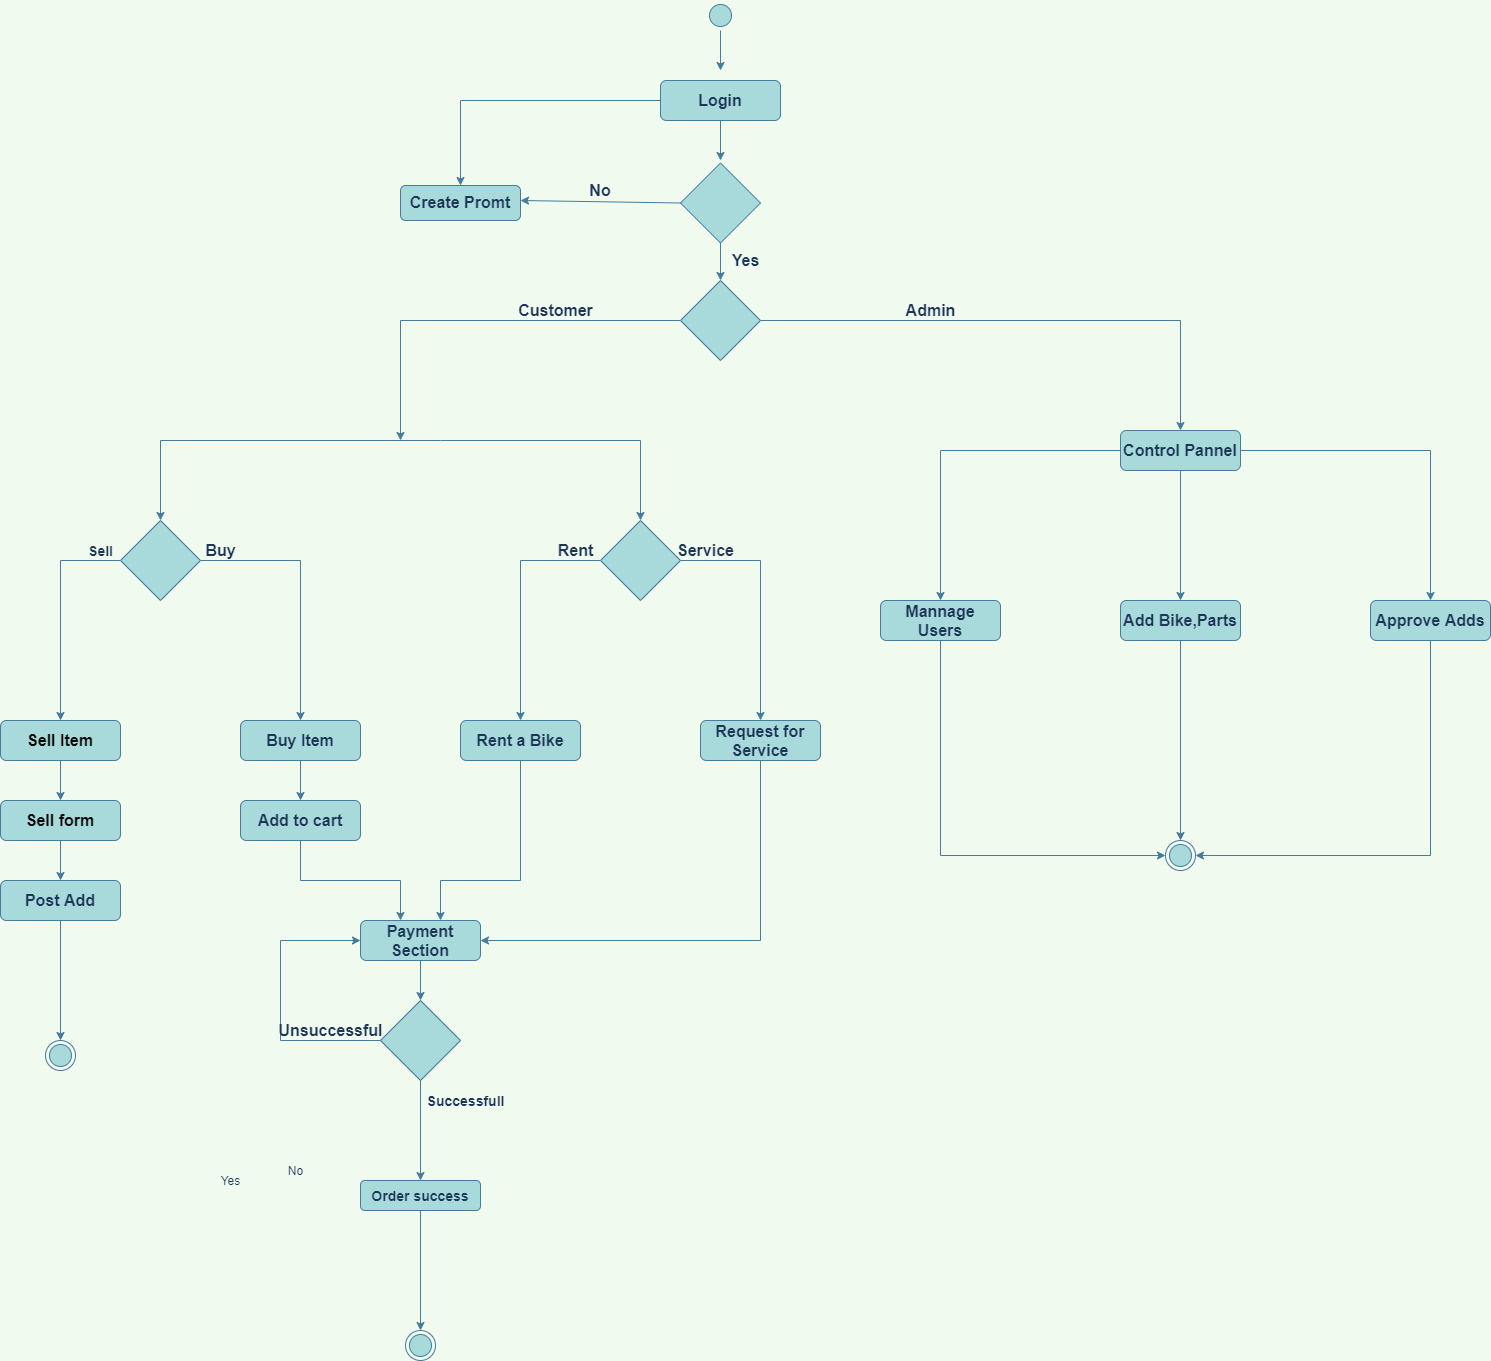 Login
No
Create Promt
Yes
Customer
Admin
Control Pannel
Sell
Buy
Rent
Service
Mannage
Users
Add Bike,Parts
Approve Adds
Sell Item
Buy Item
Rent a Bike
Request for
Service
Sell form
Add to cart
Post Add
Payment
Section
Unsuccessful
Successfull
No
Yes
Order success